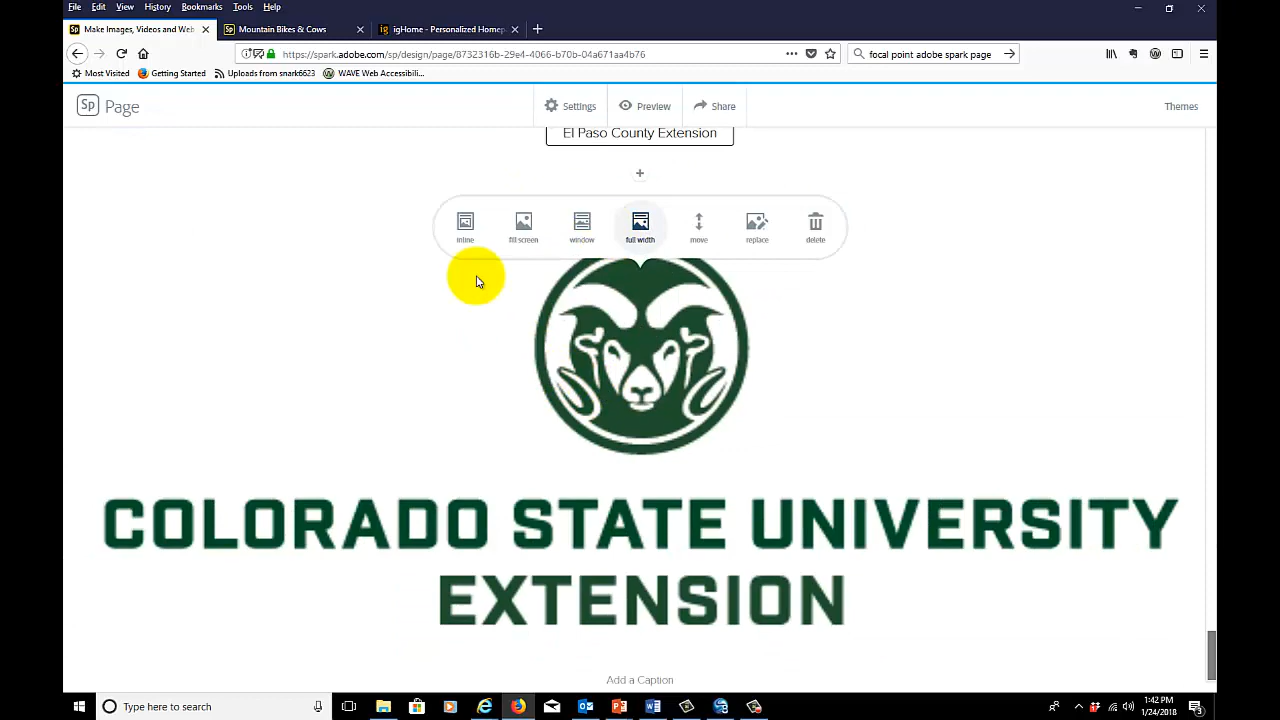 File Edit View History Bookmarks Tools Help
Make Images, Videos and Web Mountain Bikes & Cows igHome - Personalized Homep
https://spark.adobe.com/sp/design/page/8732316b-29e4-4066-b70b-04a671aa4b76 focal point adobe spark page
Most Visited Getting Started Uploads from snark6623 WAVE Web Accessibili...
Sp Page Settings Preview Share Themes
El Paso County Extension
inline fill screen window full width move replace delete
COLORADO STATE UNIVERSITY
EXTENSION
Add a Caption
Type here to search
1:42 PM
1/24/2018